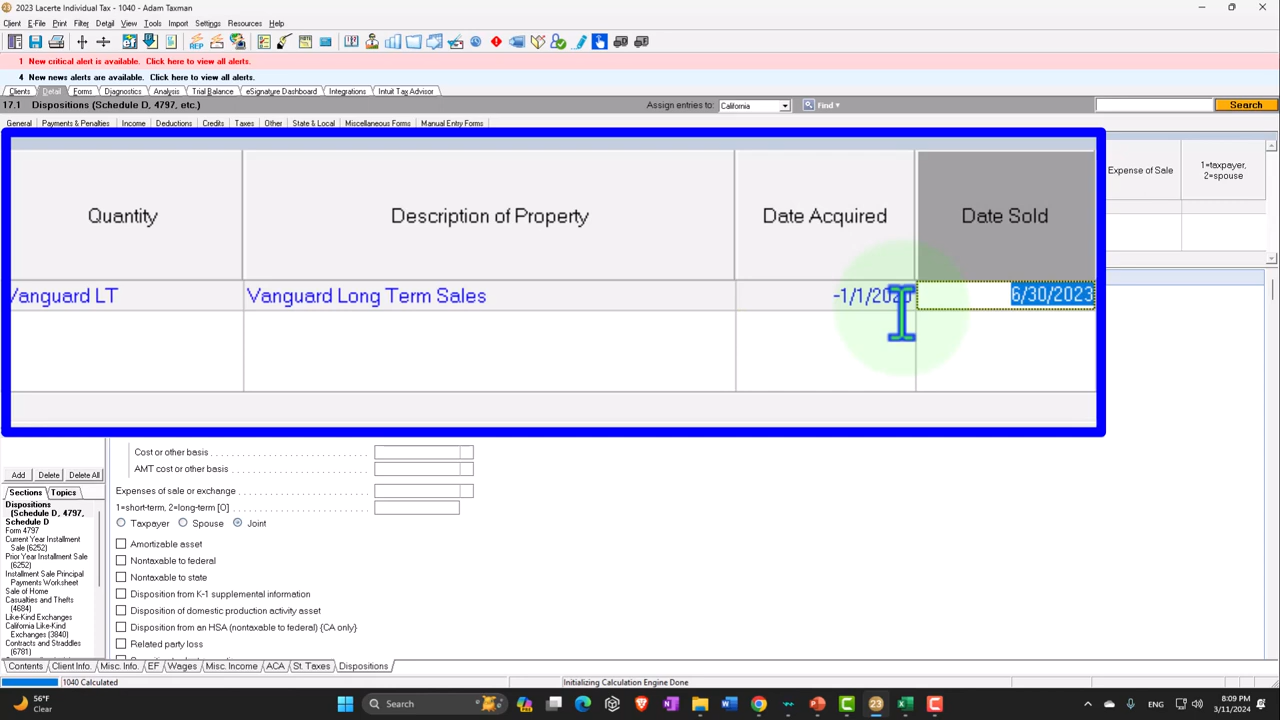 2023 Lacerte Individual Tax - 1040 - Adam Taxman
Client E-File Print Filter Detail View Tools Import Settings Resources Help
1 New critical alert is available. Click here to view all alerts.
4 New news alerts are available. Click here to view all alerts.
Clients Detail Forms Diagnostics Analysis Trial Balance eSignature Dashboard Integrations Intuit Tax Advisor
17.1 Dispositions (Schedule D, 4797, etc.) Assign entries to: California Find Search
General Payments & Penalties Income Deductions Credits Taxes Other State & Local Miscellaneous Forms Manual Entry Forms
Quantity Description of Property Date Acquired Date Sold Expense of Sale 1=taxpayer, 2=spouse
Vanguard LT Vanguard Long Term Sales -1/1/2020 6/30/2023
Cost or other basis
AMT cost or other basis
Add Delete Delete All
Expenses of sale or exchange
Sections Topics
1=short-term, 2=long-term [O]
Taxpayer Spouse Joint
Amortizable asset
Nontaxable to federal
Nontaxable to state
Disposition from K-1 supplemental information
Disposition of domestic production activity asset
Disposition from an HSA (nontaxable to federal) {CA only}
Related party loss
Dispositions
(Schedule D, 4797,
Schedule D
Form 4797
Current Year Installment
Sale (6252)
Prior Year Installment Sale
(6252)
Installment Sale Principal
Payments Worksheet
Sale of Home
Casualties and Thefts
(4684)
Like-Kind Exchanges
California Like-Kind
Exchanges (3840)
Contracts and Straddles
(6781)
Contents Client Info. Misc. Info. EF Wages Misc. Income ACA St. Taxes Dispositions
1040 Calculated Initializing Calculation Engine Done
56°F
Clear
Search
ENG
8:09 PM
3/11/2024